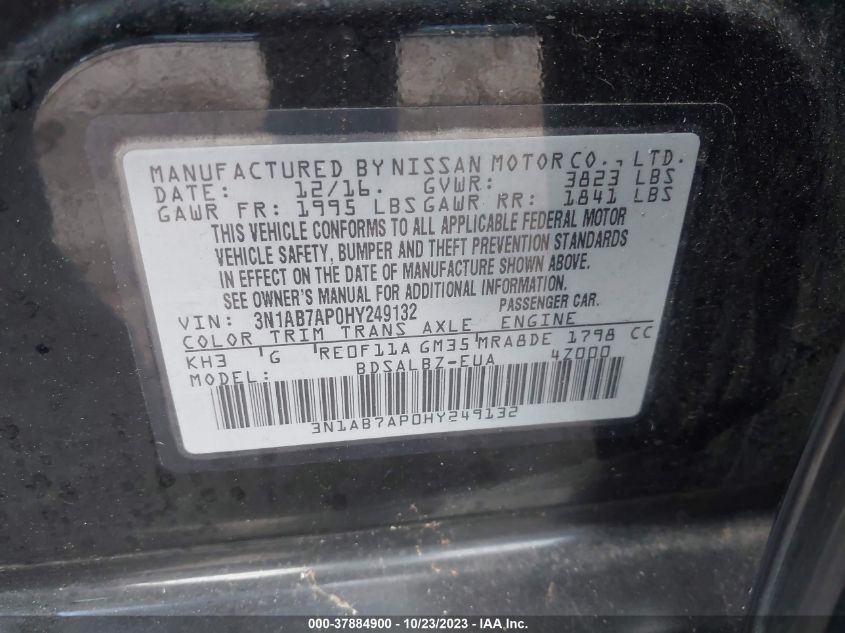 MANUFACTURED BY NISSAN MOTOR CO., LTD.
DATE: 12/16. GVWR: 3823 LBS
GAWR FR: 1995 LBS GAWR RR: 1841 LBS
THIS VEHICLE CONFORMS TO ALL APPLICABLE FEDERAL MOTOR
VEHICLE SAFETY, BUMPER AND THEFT PREVENTION STANDARDS
IN EFFECT ON THE DATE OF MANUFACTURE SHOWN ABOVE.
SEE OWNER'S MANUAL FOR ADDITIONAL INFORMATION.
VIN: 3N1AB7AP0HY249132 PASSENGER CAR.
COLOR TRIM TRANS AXLE ENGINE
KH3 G RE0F11A GM35 MRA8DE 1798 CC
MODEL: BDSALBZ-EUA 4Z000
3N1AB7AP0HY249132
000-37884900 - 10/23/2023 - IAA, Inc.